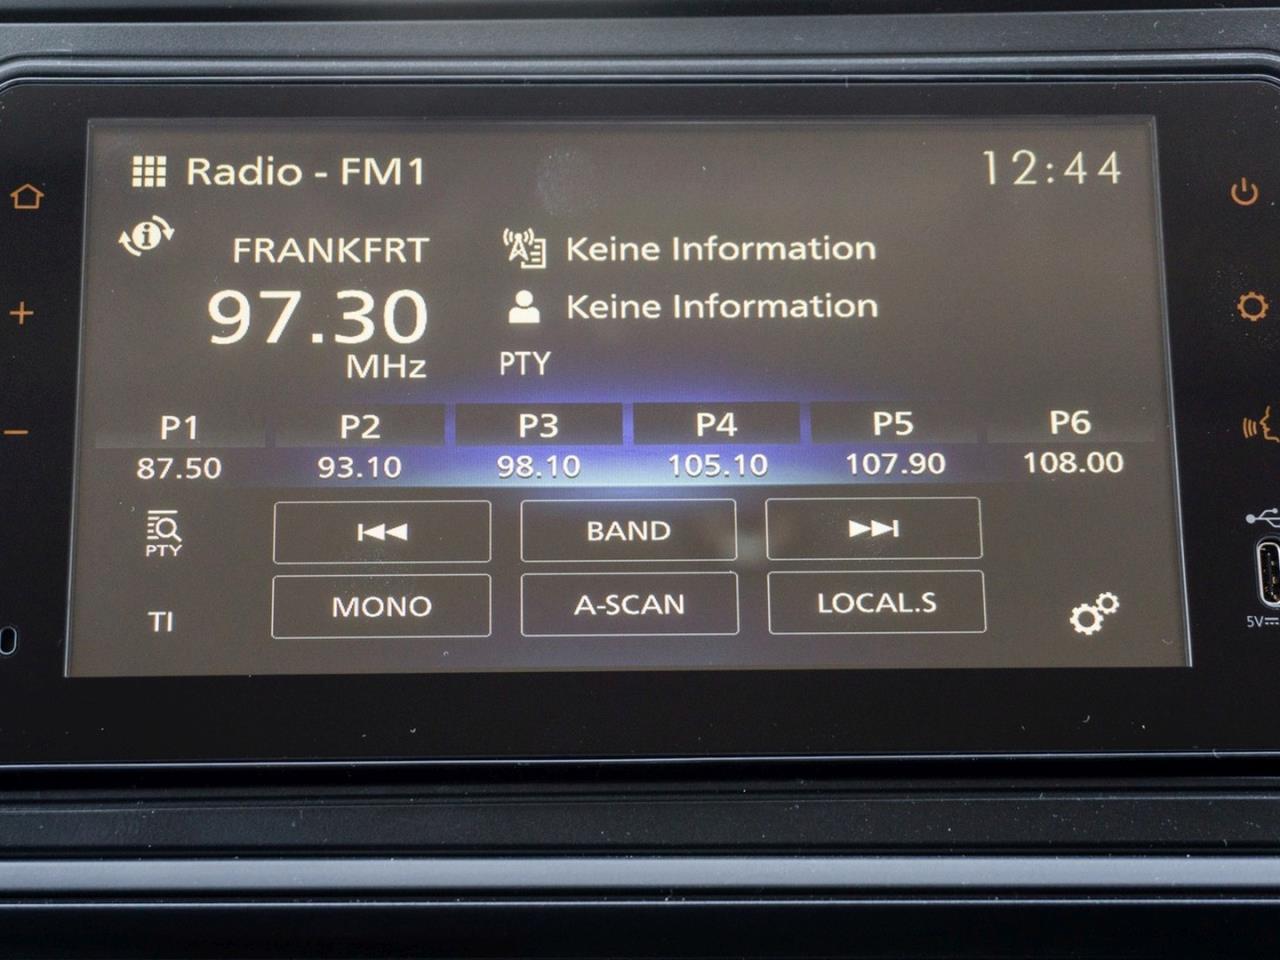 Radio - FM1
12:44
FRANKFRT
Keine Information
97.30
Keine Information
MHz
PTY
P1 P2 P3 P4 P5 P6
87.50 93.10 98.10 105.10 107.90 108.00
PTY
BAND
TI
MONO A-SCAN LOCAL.S
5V